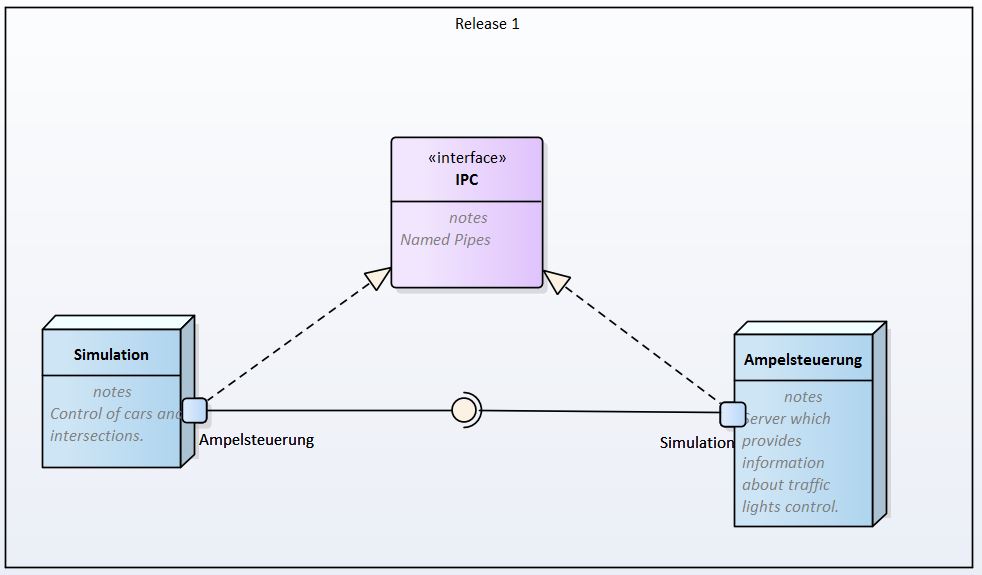 Release 1
«interface»
IPC
notes
Named Pipes
Simulation
notes
Control of cars and
intersections.
Ampelsteuerung
Ampelsteuerung
notes
Server which
provides
information
about traffic
lights control.
Simulation